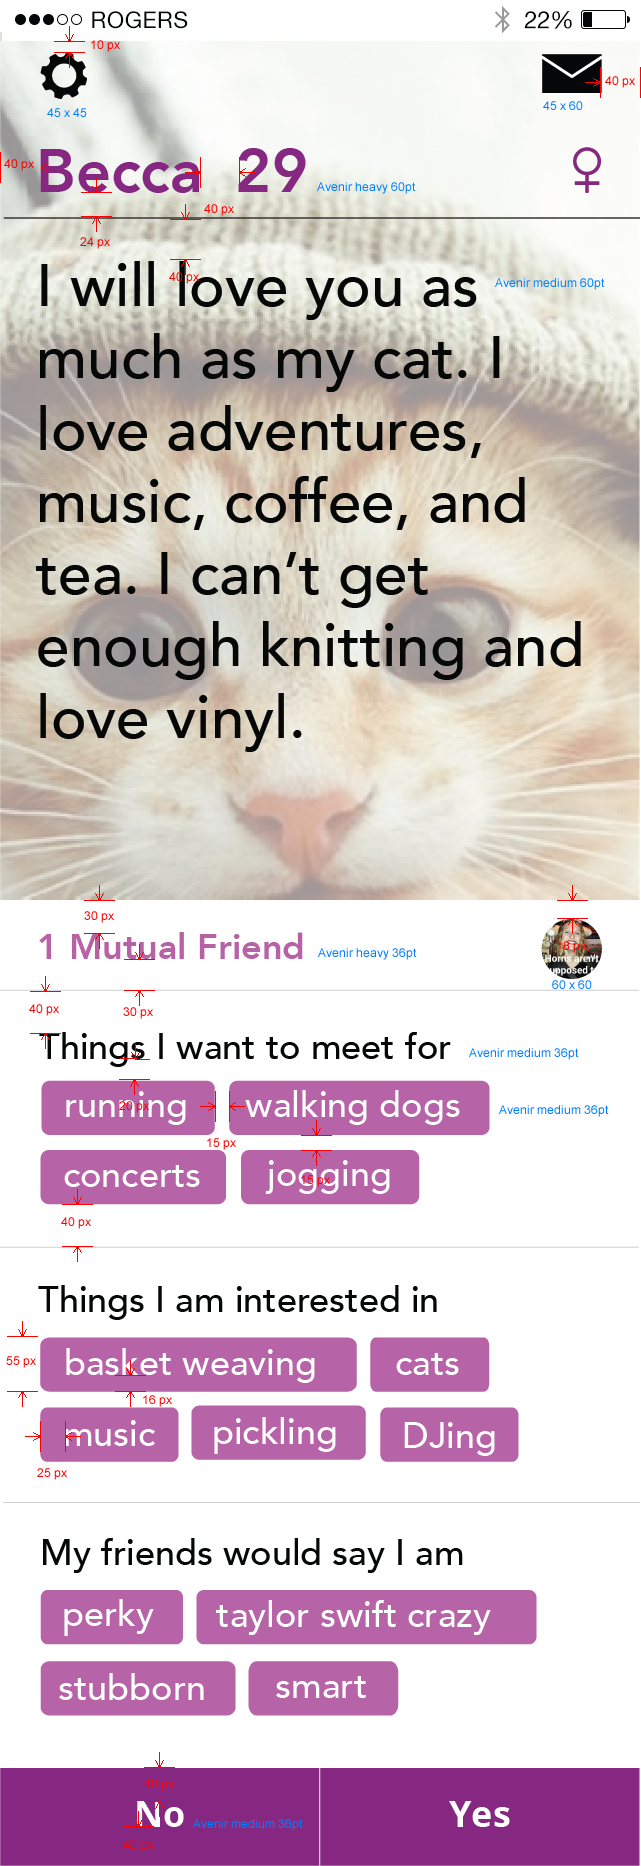 ROGERS 22%
10 px
45 x 45
45 x 60
40 px
40 px
Becca 29
Avenir heavy 60pt
40 px
24 px
40 px
I will love you as
Avenir medium 60pt
much as my cat. I
love adventures,
music, coffee, and
tea. I can’t get
enough knitting and
love vinyl.
30 px
1 Mutual Friend
Avenir heavy 36pt
Horns aren't
60 x 60
40 px
30 px
Things I want to meet for
Avenir medium 36pt
running
walking dogs
Avenir medium 36pt
20 px
15 px
concerts
jogging
15 px
40 px
Things I am interested in
55 px
basket weaving
cats
16 px
music
pickling
DJing
25 px
My friends would say I am
perky
taylor swift crazy
stubborn
smart
40 px
No
Avenir medium 36pt
Yes
40 px